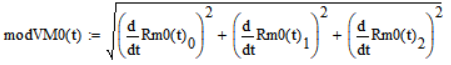 modVM0(t) := √((d/dt Rm0(t)₀)² + (d/dt Rm0(t)₁)² + (d/dt Rm0(t)₂)²)